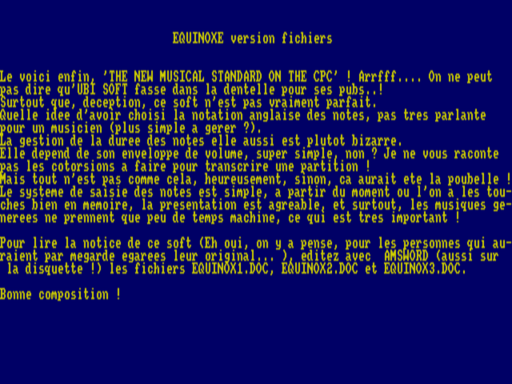 EQUINOXE version fichiers
Le voici enfin, 'THE NEW MUSICAL STANDARD ON THE CPC' ! Arrfff.... On ne peut
pas dire qu'UBI SOFT fasse dans la dentelle pour ses pubs..!
Surtout que, deception, ce soft n'est pas vraiment parfait.
Quelle idee d'avoir choisi la notation anglaise des notes, pas tres parlante
pour un musicien (plus simple a gerer ?).
La gestion de la duree des notes elle aussi est plutot bizarre.
Elle depend de son enveloppe de volume, super simple, non ? Je ne vous raconte
pas les cotorsions a faire pour transcrire une partition !
Mais tout n'est pas comme cela, heureusement, sinon, ca aurait ete la poubelle !
Le systeme de saisie des notes est simple, a partir du moment ou l'on a les tou-
ches bien en memoire, la presentation est agreable, et surtout, les musiques ge-
nerees ne prennent que peu de temps machine, ce qui est tres important !
Pour lire la notice de ce soft (Eh oui, on y a pense, pour les personnes qui au-
raient par megarde egarees leur original... ), editez avec  AMSWORD (aussi sur
la disquette !) les fichiers EQUINOX1.DOC, EQUINOX2.DOC et EQUINOX3.DOC.
Bonne composition !